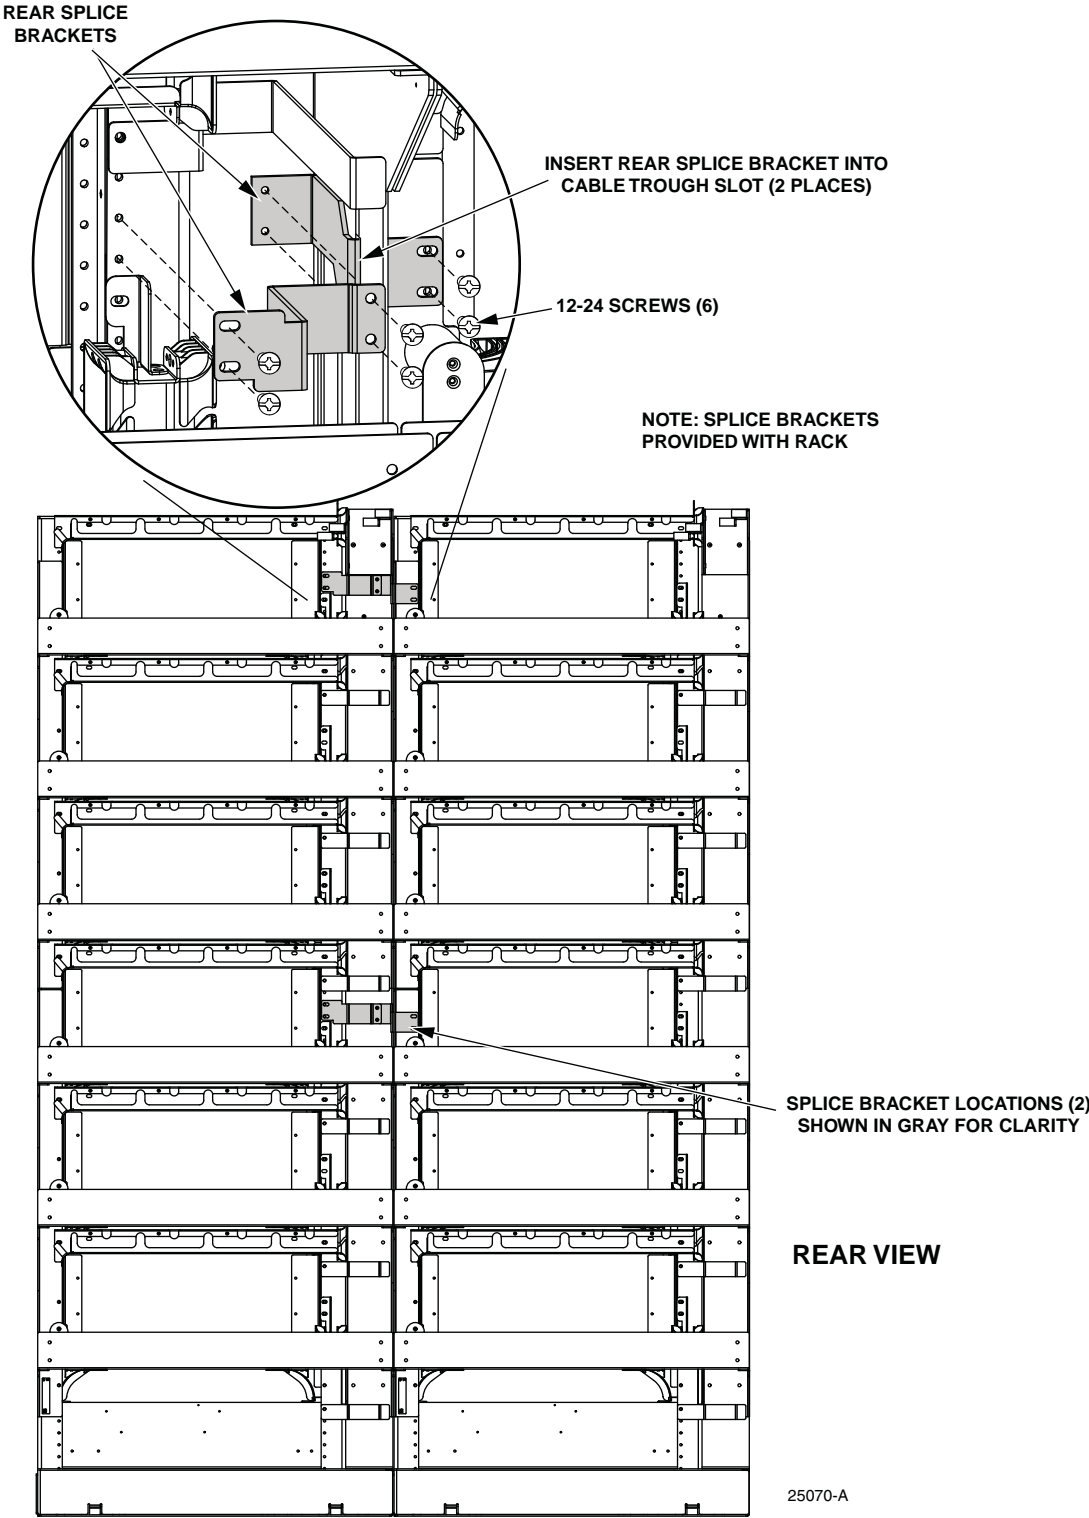 REAR SPLICE
BRACKETS
INSERT REAR SPLICE BRACKET INTO
CABLE TROUGH SLOT (2 PLACES)
12-24 SCREWS (6)
NOTE: SPLICE BRACKETS
PROVIDED WITH RACK
SPLICE BRACKET LOCATIONS (2)
SHOWN IN GRAY FOR CLARITY
REAR VIEW
25070-A